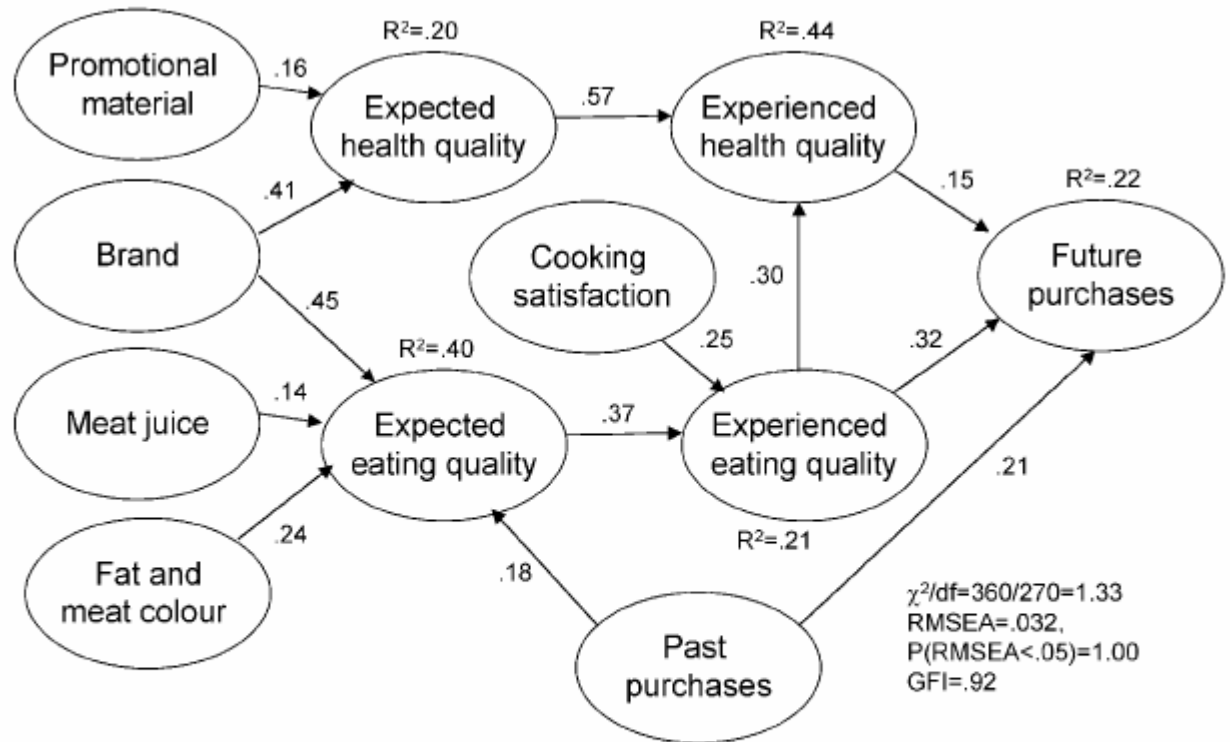 R²=.20
R²=.44
Promotional
material
.16
Expected
health quality
.57
Experienced
health quality
.41
.15
R²=.22
Brand
Cooking
satisfaction
.30
Future
purchases
.45
R²=.40
.25
.32
Meat juice
.14
Expected
eating quality
.37
Experienced
eating quality
.21
.24
R²=.21
Fat and
meat colour
.18
Past
purchases
χ²/df=360/270=1.33
RMSEA=.032,
P(RMSEA<.05)=1.00
GFI=.92